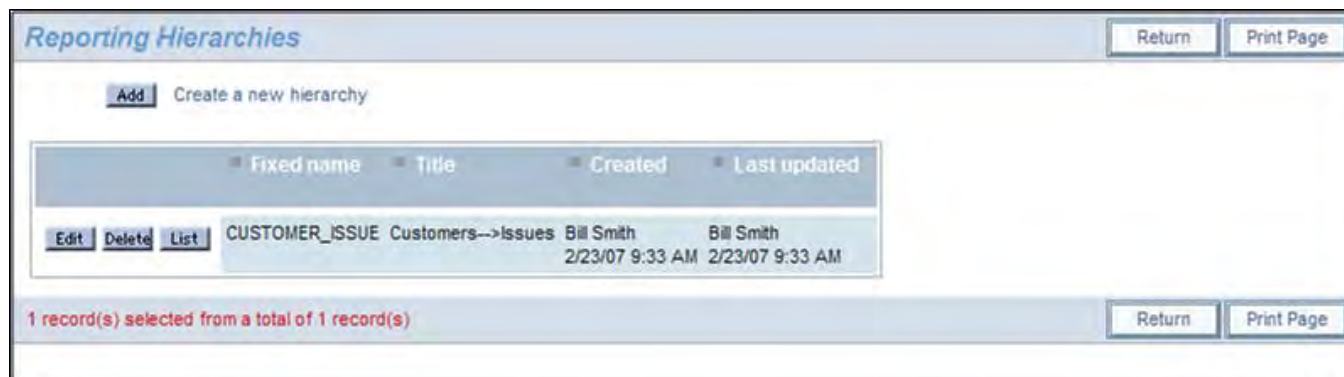 Reporting Hierarchies Return Print Page
Add Create a new hierarchy
Fixed name Title Created Last updated
Edit Delete List CUSTOMER_ISSUE Customers-->Issues Bill Smith Bill Smith
2/23/07 9:33 AM 2/23/07 9:33 AM
1 record(s) selected from a total of 1 record(s) Return Print Page